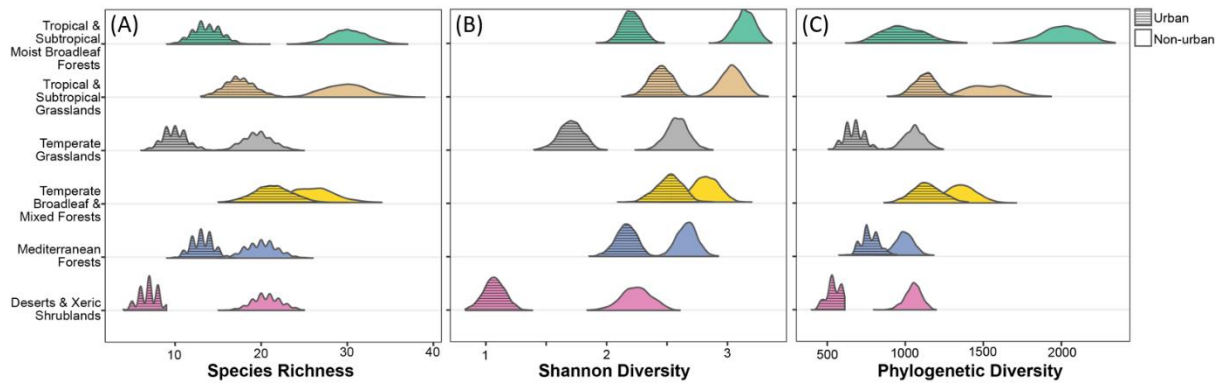 (A)
(B)
(C)
Urban
Non-urban
Tropical &
Subtropical
Moist Broadleaf
Forests
Tropical &
Subtropical
Grasslands
Temperate
Grasslands
Temperate
Broadleaf &
Mixed Forests
Mediterranean
Forests
Deserts & Xeric
Shrublands
10 20 30 40
Species Richness
1 2 3
Shannon Diversity
500 1000 1500 2000
Phylogenetic Diversity